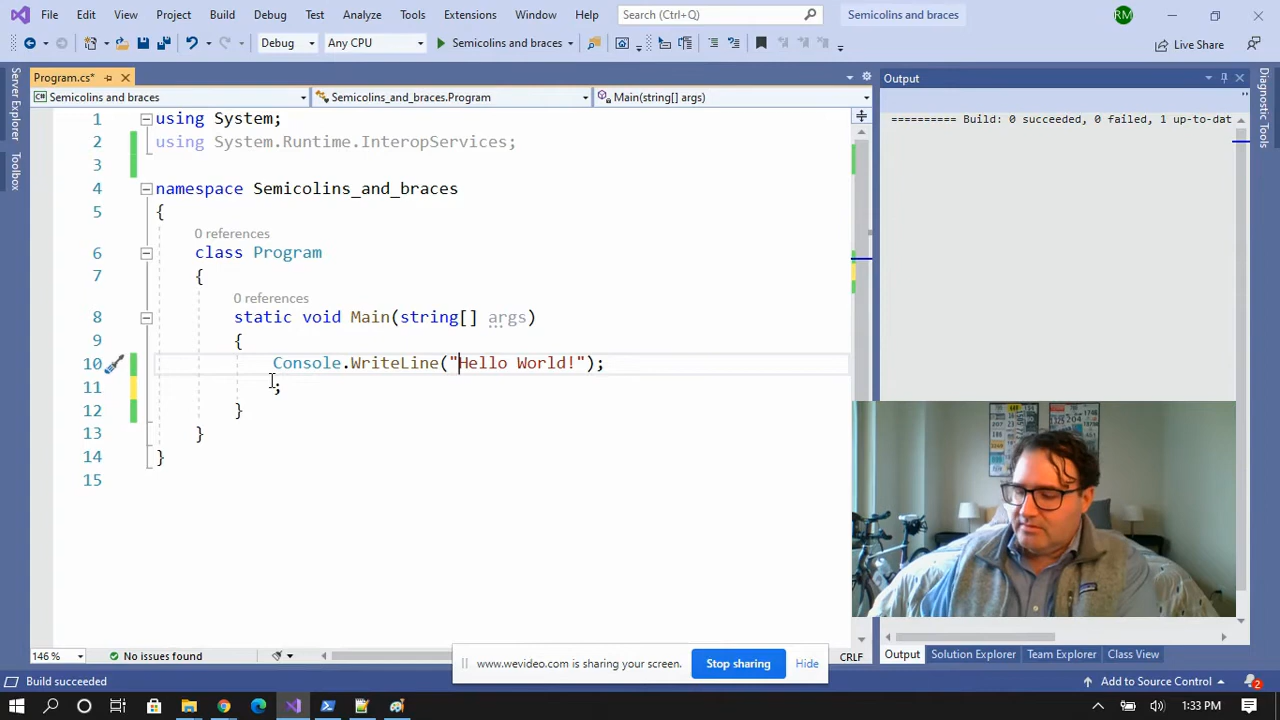 File Edit View Project Build Debug Test Analyze Tools Extensions Window Help Search (Ctrl+Q) Semicolins and braces RM
Debug Any CPU Semicolins and braces Live Share
Program.cs*
Semicolins and braces Semicolins_and_braces.Program Main(string[] args)
Server Explorer
Toolbox
1 using System;
2 using System.Runtime.InteropServices;
3
4 namespace Semicolins_and_braces
5 {
0 references
6 class Program
7 {
0 references
8 static void Main(string[] args)
9 {
10 Console.WriteLine("Hello World!");
11 ;
12 }
13 }
14 }
15
Output
========== Build: 0 succeeded, 0 failed, 1 up-to-dat
Diagnostic Tools
146 % No issues found CRLF
Output Solution Explorer Team Explorer Class View
www.wevideo.com is sharing your screen. Stop sharing Hide
Build succeeded Add to Source Control 2
1:33 PM